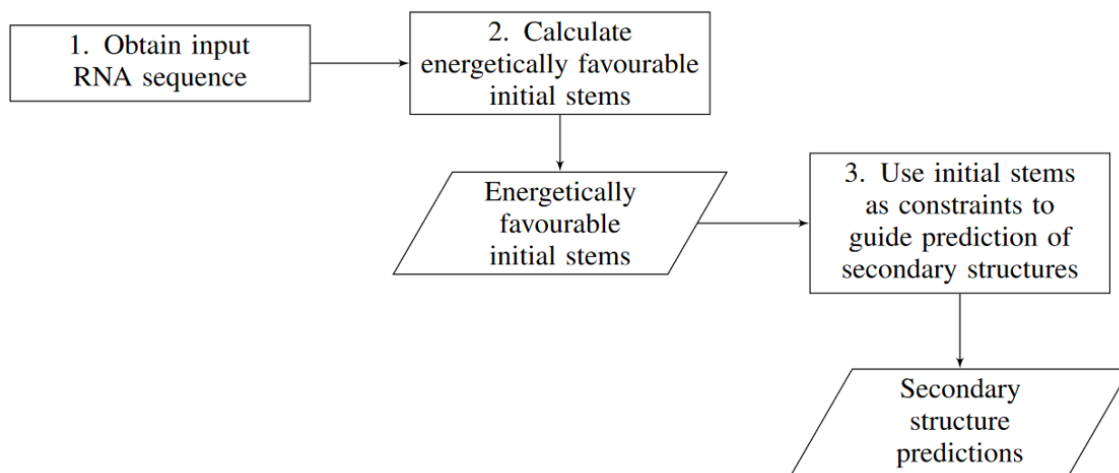 1. Obtain input
RNA sequence
2. Calculate
energetically favourable
initial stems
Energetically
favourable
initial stems
3. Use initial stems
as constraints to
guide prediction of
secondary structures
Secondary
structure
predictions